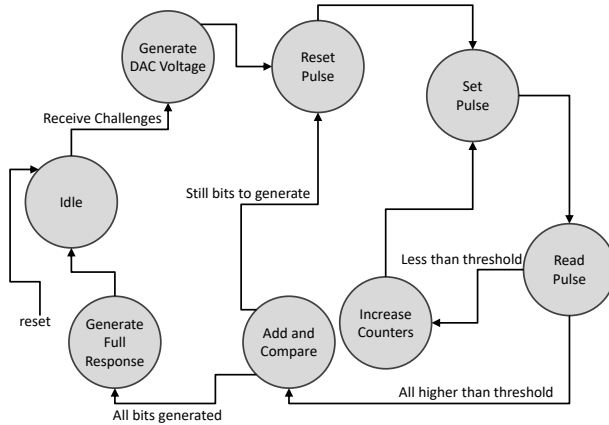 Generate
DAC Voltage
Reset
Pulse
Set
Pulse
Receive Challenges
Idle
Still bits to generate
Less than threshold
Read
Pulse
reset
Generate
Full
Response
Add and
Compare
Increase
Counters
All higher than threshold
All bits generated